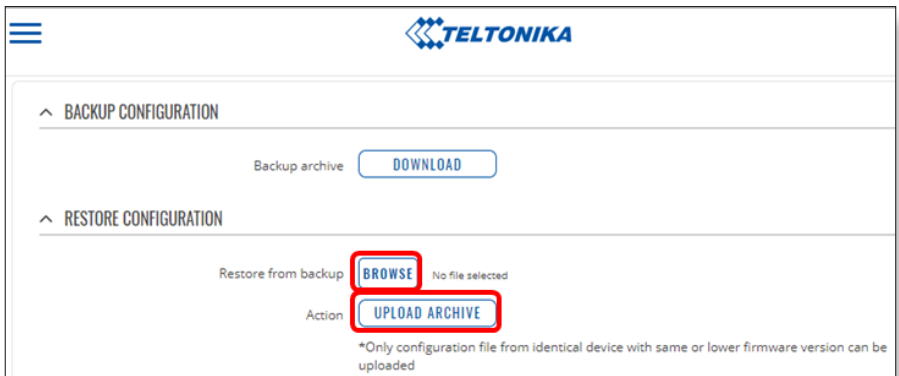 TELTONIKA
BACKUP CONFIGURATION
Backup archive DOWNLOAD
RESTORE CONFIGURATION
Restore from backup BROWSE No file selected
Action UPLOAD ARCHIVE
*Only configuration file from identical device with same or lower firmware version can be
uploaded